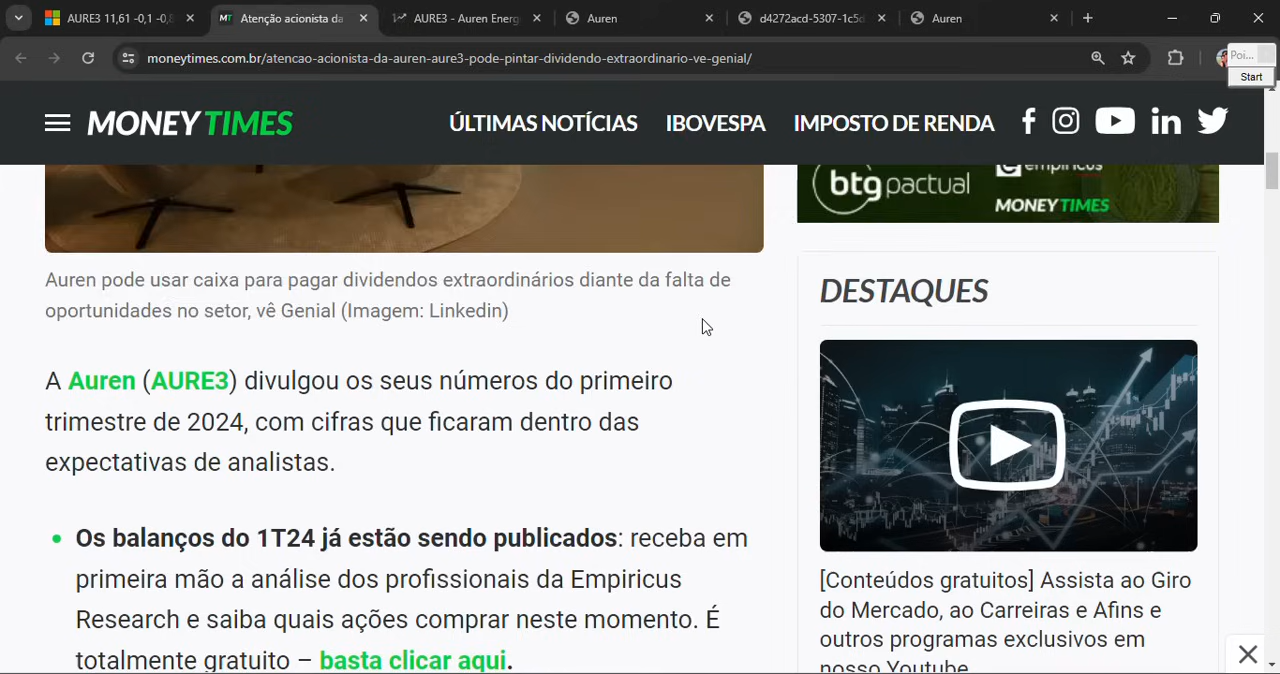 AURE3 11,61 -0,1 -0,
Atenção acionista da
AURE3 - Auren Energ
Auren
d4272acd-5307-1c5d
Auren
moneytimes.com.br/atencao-acionista-da-auren-aure3-pode-pintar-dividendo-extraordinario-ve-genial/
Poi...
Start
MONEY TIMES
ÚLTIMAS NOTÍCIAS
IBOVESPA
IMPOSTO DE RENDA
btg pactual
empiricus
MONEY TIMES
Auren pode usar caixa para pagar dividendos extraordinários diante da falta de
oportunidades no setor, vê Genial (Imagem: Linkedin)
A Auren (AURE3) divulgou os seus números do primeiro
trimestre de 2024, com cifras que ficaram dentro das
expectativas de analistas.
Os balanços do 1T24 já estão sendo publicados: receba em
primeira mão a análise dos profissionais da Empiricus
Research e saiba quais ações comprar neste momento. É
totalmente gratuito – basta clicar aqui.
DESTAQUES
[Conteúdos gratuitos] Assista ao Giro
do Mercado, ao Carreiras e Afins e
outros programas exclusivos em
nosso Youtube